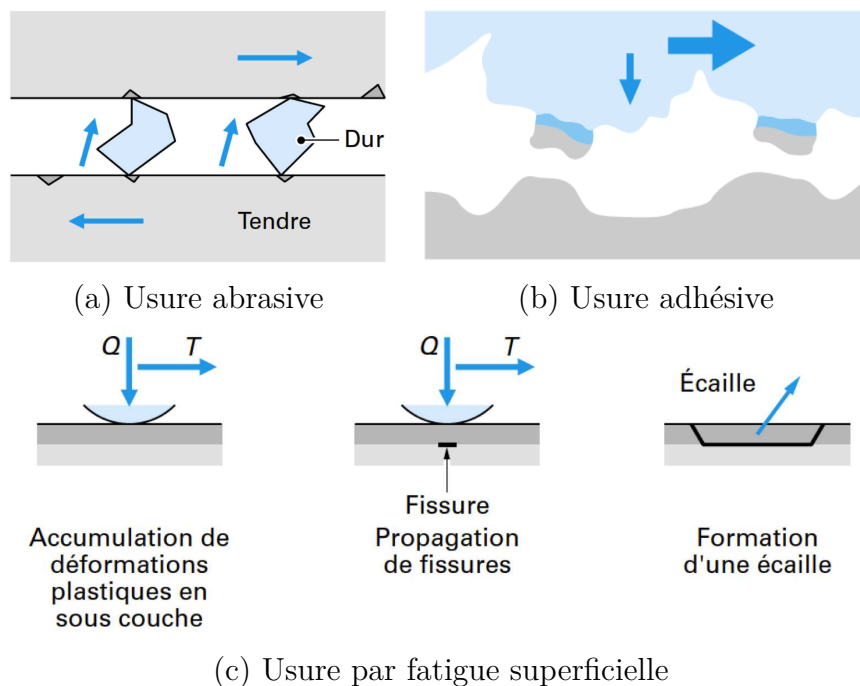 Dur
Tendre
(a) Usure abrasive
(b) Usure adhésive
Q
T
Q
T
Écaille
Fissure
Accumulation de
déformations
plastiques en
sous couche
Propagation
de fissures
Formation
d'une écaille
(c) Usure par fatigue superficielle